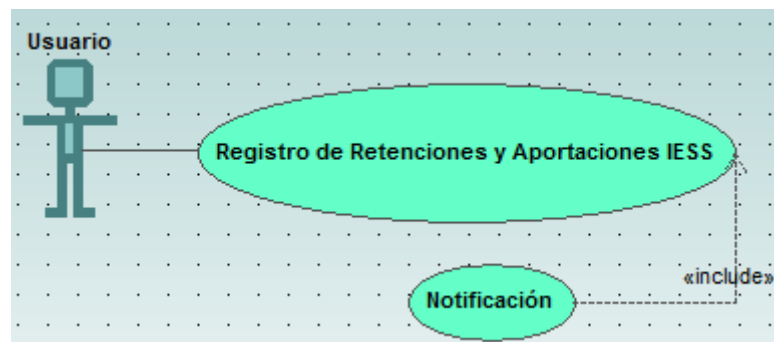 Usuario
Registro de Retenciones y Aportaciones IESS
«include»
Notificación